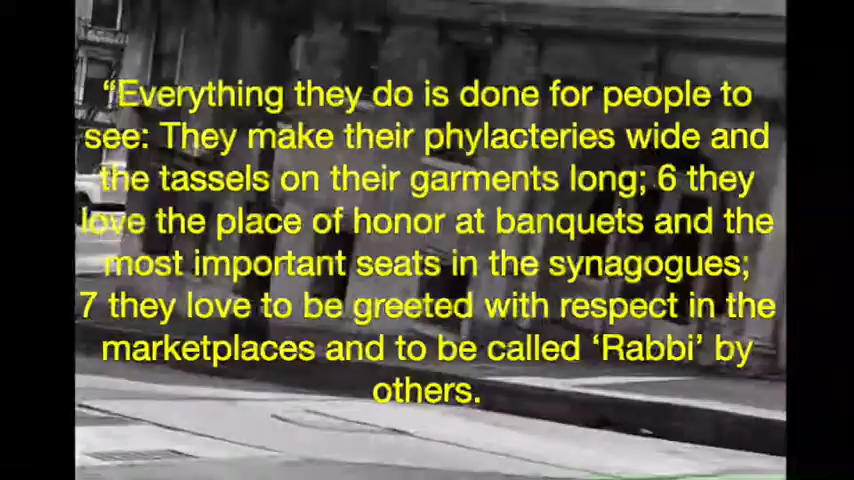 “Everything they do is done for people to
see: They make their phylacteries wide and
the tassels on their garments long; 6 they
love the place of honor at banquets and the
most important seats in the synagogues;
7 they love to be greeted with respect in the
marketplaces and to be called ‘Rabbi’ by
others.